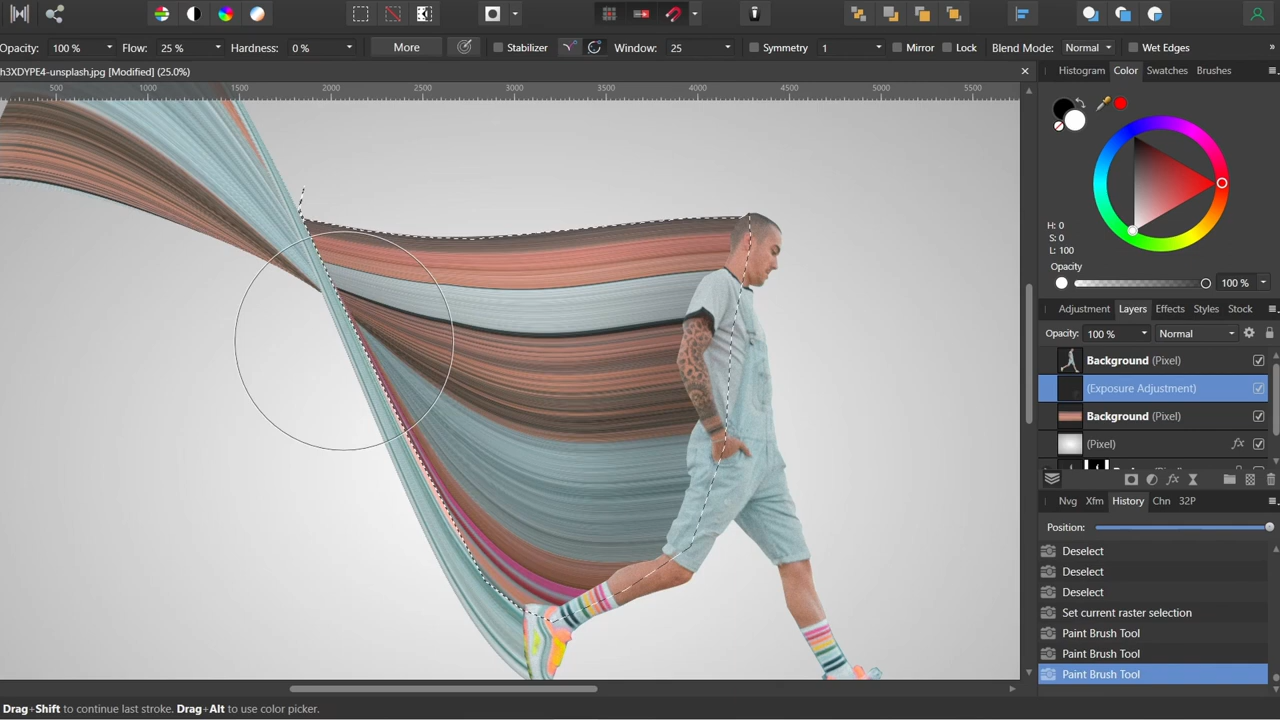 Opacity: 100 % Flow: 25 % Hardness: 0 % More Stabilizer Window: 25 Symmetry 1 Mirror Lock Blend Mode: Normal Wet Edges »
h3XDYPE4-unsplash.jpg [Modified] (25.0%)
Histogram Color Swatches Brushes
500 1000 1500 2000 2500 3000 3500 4000 4500 5000 5500
H: 0
S: 0
L: 100
Opacity
100 %
Adjustment Layers Effects Styles Stock
Opacity: 100 % Normal
Background (Pixel)
(Exposure Adjustment)
Background (Pixel)
(Pixel) fx
Nvg Xfm History Chn 32P
Position:
Deselect
Deselect
Deselect
Set current raster selection
Paint Brush Tool
Paint Brush Tool
Paint Brush Tool
Drag+Shift to continue last stroke. Drag+Alt to use color picker.